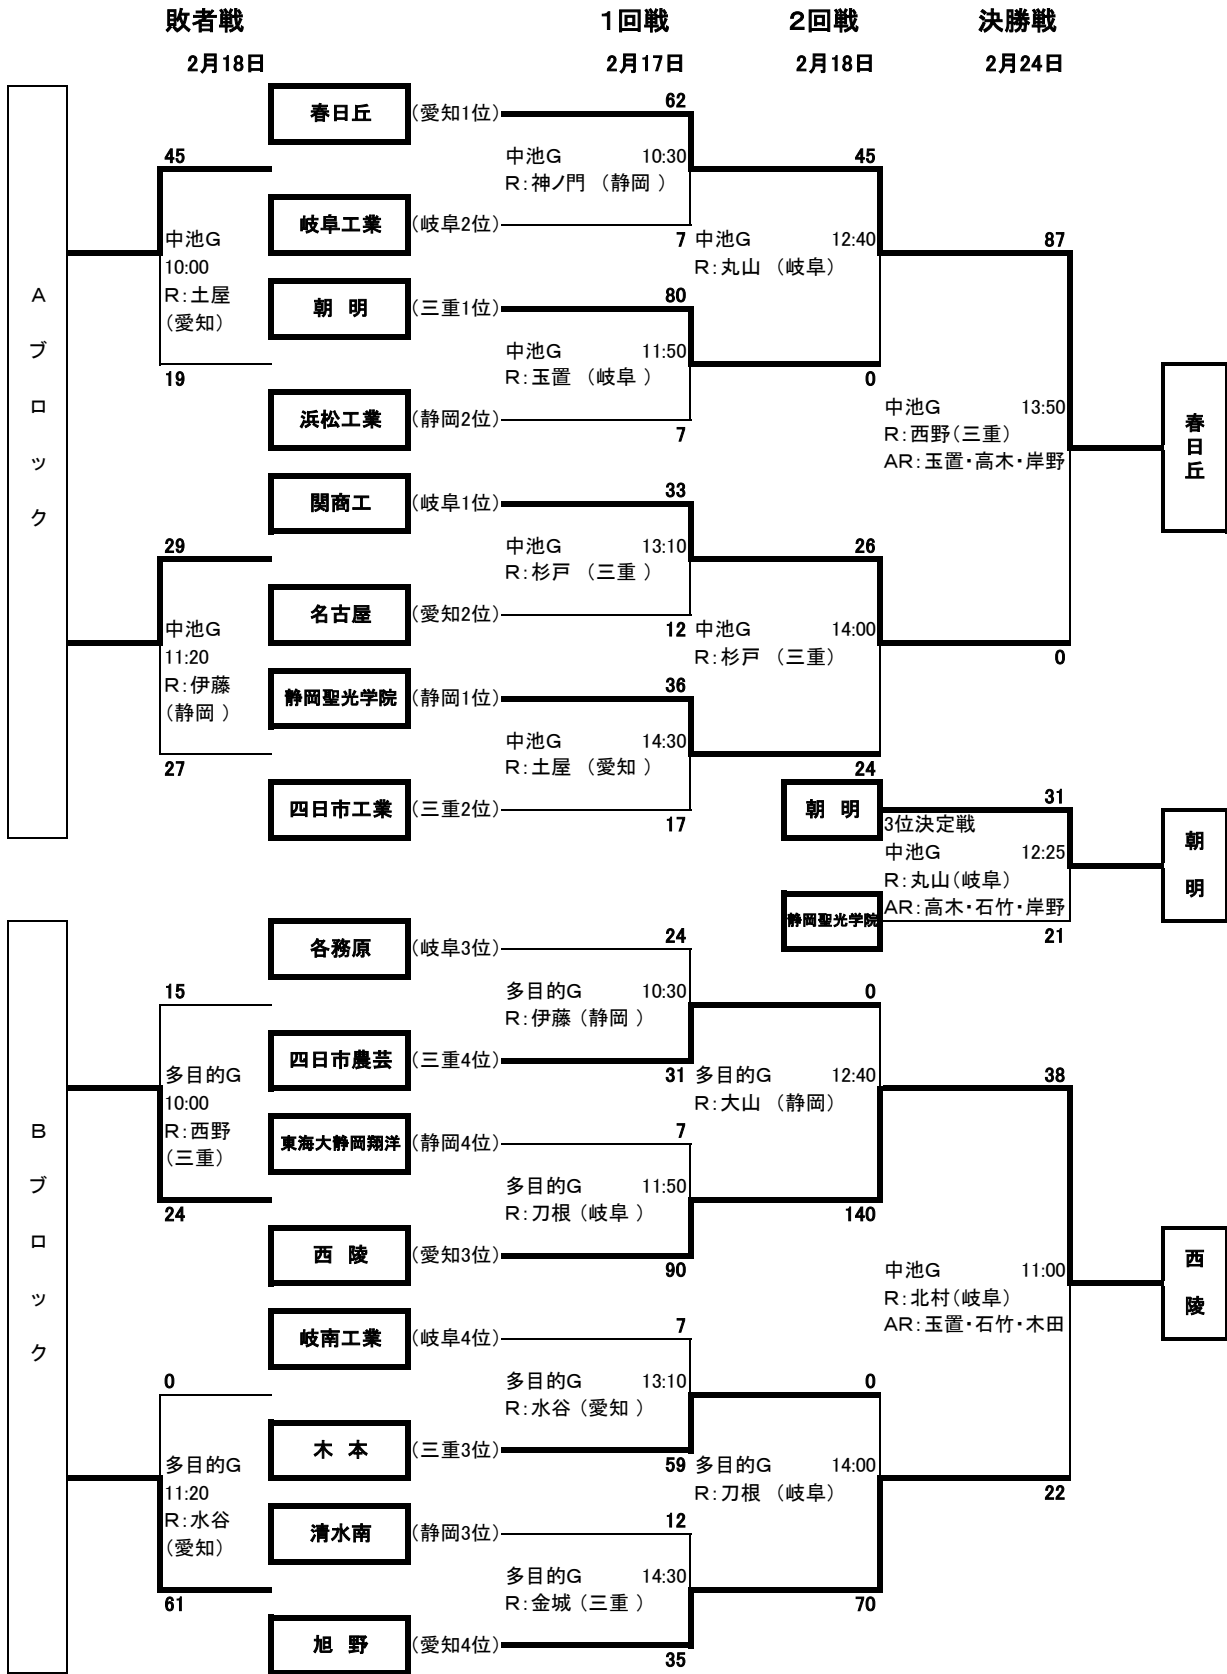 敗者戦 1回戦 2回戦 決勝戦
2月18日 2月17日 2月18日 2月24日
Aブロック
春日丘 (愛知1位) 62
中池G 10:30
R:神ノ門 (静岡 )
岐阜工業 (岐阜2位) 7
45
中池G
10:00
R:土屋
(愛知)
19
45
中池G 12:40
R:丸山 (岐阜)
0
朝 明 (三重1位) 80
中池G 11:50
R:玉置 (岐阜 )
浜松工業 (静岡2位) 7
87
中池G 13:50
R:西野(三重)
AR:玉置・高木・岸野
0
春日丘
関商工 (岐阜1位) 33
中池G 13:10
R:杉戸 (三重 )
名古屋 (愛知2位) 12
29
中池G
11:20
R:伊藤
(静岡 )
27
26
中池G 14:00
R:杉戸 (三重)
24
静岡聖光学院 (静岡1位) 36
中池G 14:30
R:土屋 (愛知 )
四日市工業 (三重2位) 17
朝 明 31
3位決定戦
中池G 12:25
R:丸山(岐阜)
AR:高木・石竹・岸野
静岡聖光学院 21
朝明
Bブロック
各務原 (岐阜3位) 24
多目的G 10:30
R:伊藤 (静岡 )
四日市農芸 (三重4位) 31
15
多目的G
10:00
R:西野
(三重)
24
0
多目的G 12:40
R:大山 (静岡)
140
東海大静岡翔洋 (静岡4位) 7
多目的G 11:50
R:刀根 (岐阜 )
西 陵 (愛知3位) 90
38
中池G 11:00
R:北村(岐阜)
AR:玉置・石竹・木田
22
西陵
岐南工業 (岐阜4位) 7
多目的G 13:10
R:水谷 (愛知 )
木 本 (三重3位) 59
0
多目的G
11:20
R:水谷
(愛知)
61
0
多目的G 14:00
R:刀根 (岐阜)
70
清水南 (静岡3位) 12
多目的G 14:30
R:金城 (三重 )
旭 野 (愛知4位) 35